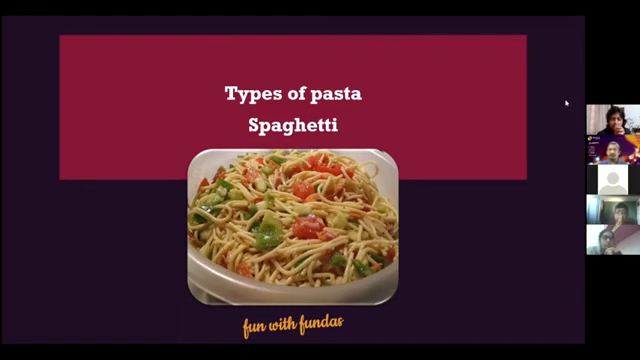 Types of pasta
Spaghetti
fun with fundas